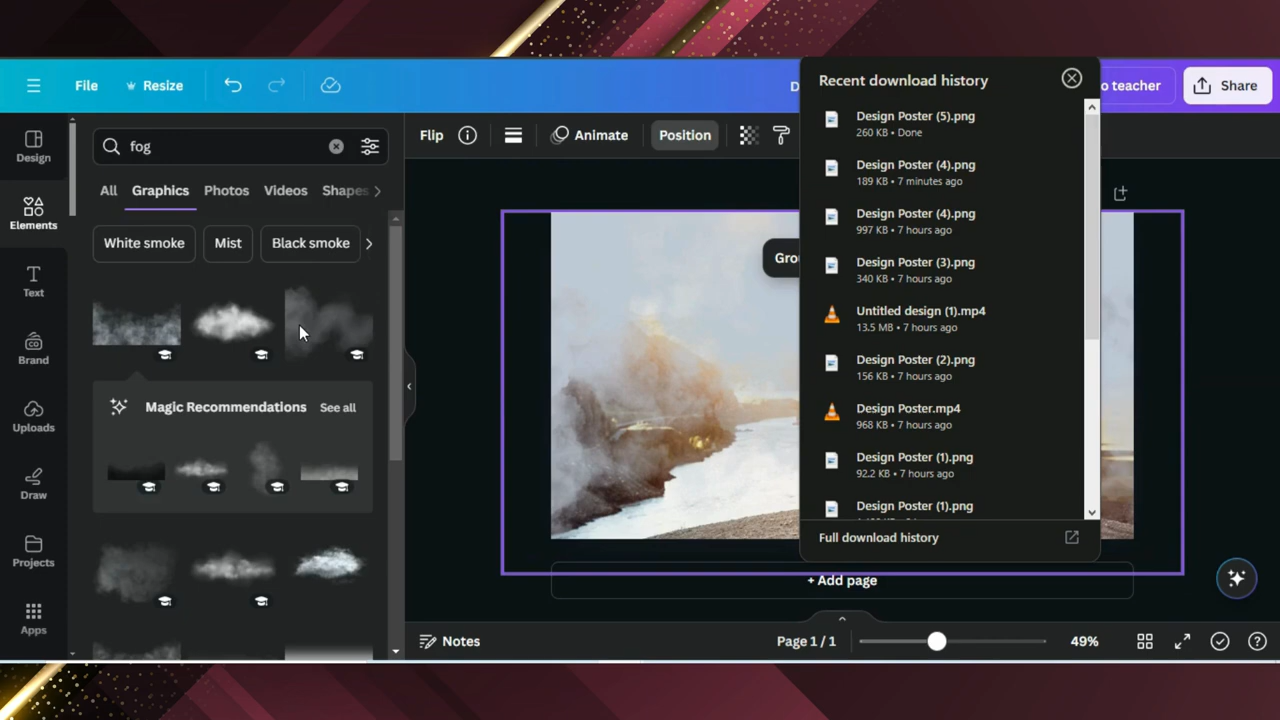 File
Resize
D
o teacher
Share
Recent download history
Design Poster (5).png
260 KB • Done
Design Poster (4).png
189 KB • 7 minutes ago
Design Poster (4).png
997 KB • 7 hours ago
Design Poster (3).png
340 KB • 7 hours ago
Untitled design (1).mp4
13.5 MB • 7 hours ago
Design Poster (2).png
156 KB • 7 hours ago
Design Poster.mp4
968 KB • 7 hours ago
Design Poster (1).png
92.2 KB • 7 hours ago
Design Poster (1).png
Full download history
Design
Elements
Text
Brand
Uploads
Draw
Projects
Apps
fog
All Graphics Photos Videos Shapes
White smoke Mist Black smoke
Magic Recommendations See all
Flip Animate Position
Grou
+ Add page
Notes
Page 1 / 1
49%